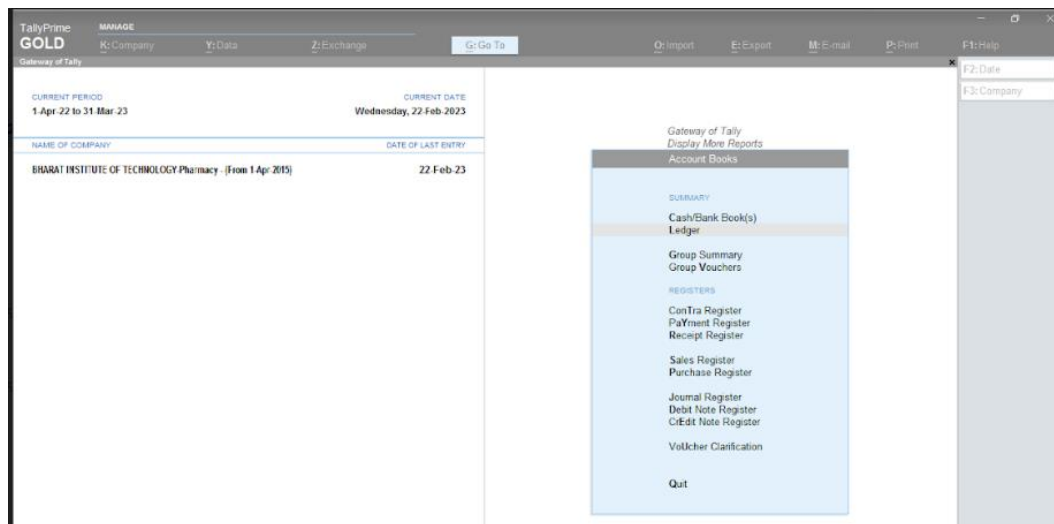 TallyPrime
GOLD
MANAGE
K: Company
Y: Data
Z: Exchange
G: Go To
O: Import
E: Export
M: E-mail
P: Print
F1: Help
Gateway of Tally
F2: Date
F3: Company
CURRENT PERIOD
1-Apr-22 to 31-Mar-23
CURRENT DATE
Wednesday, 22-Feb-2023
NAME OF COMPANY
DATE OF LAST ENTRY
BHARAT INSTITUTE OF TECHNOLOGY-Pharmacy - (From 1-Apr-2015)
22-Feb-23
Gateway of Tally
Display More Reports
Account Books
SUMMARY
Cash/Bank Book(s)
Ledger
Group Summary
Group Vouchers
REGISTERS
ConTra Register
PaYment Register
Receipt Register
Sales Register
Purchase Register
Journal Register
Debit Note Register
CrEdit Note Register
VoUcher Clarification
Quit